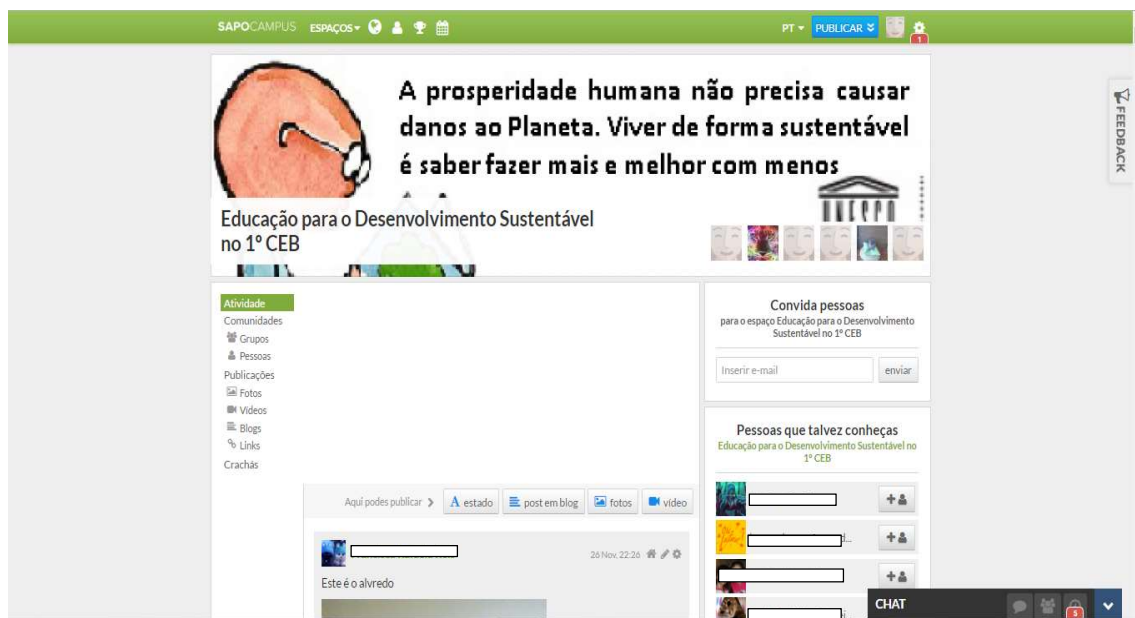 SAPOCAMPUS ESPAÇOS
PT PUBLICAR
1
A prosperidade humana não precisa causar
danos ao Planeta. Viver de forma sustentável
é saber fazer mais e melhor com menos
Educação para o Desenvolvimento Sustentável
no 1º CEB
FEEDBACK
Atividade
Comunidades
Grupos
Pessoas
Publicações
Fotos
Vídeos
Blogs
Links
Crachás
Aqui podes publicar
A estado
post em blog
fotos
vídeo
26 Nov, 22:26
Este é o alvredo
Convida pessoas
para o espaço Educação para o Desenvolvimento
Sustentável no 1º CEB
Inserir e-mail
enviar
Pessoas que talvez conheças
Educação para o Desenvolvimento Sustentável no
1º CEB
CHAT
5